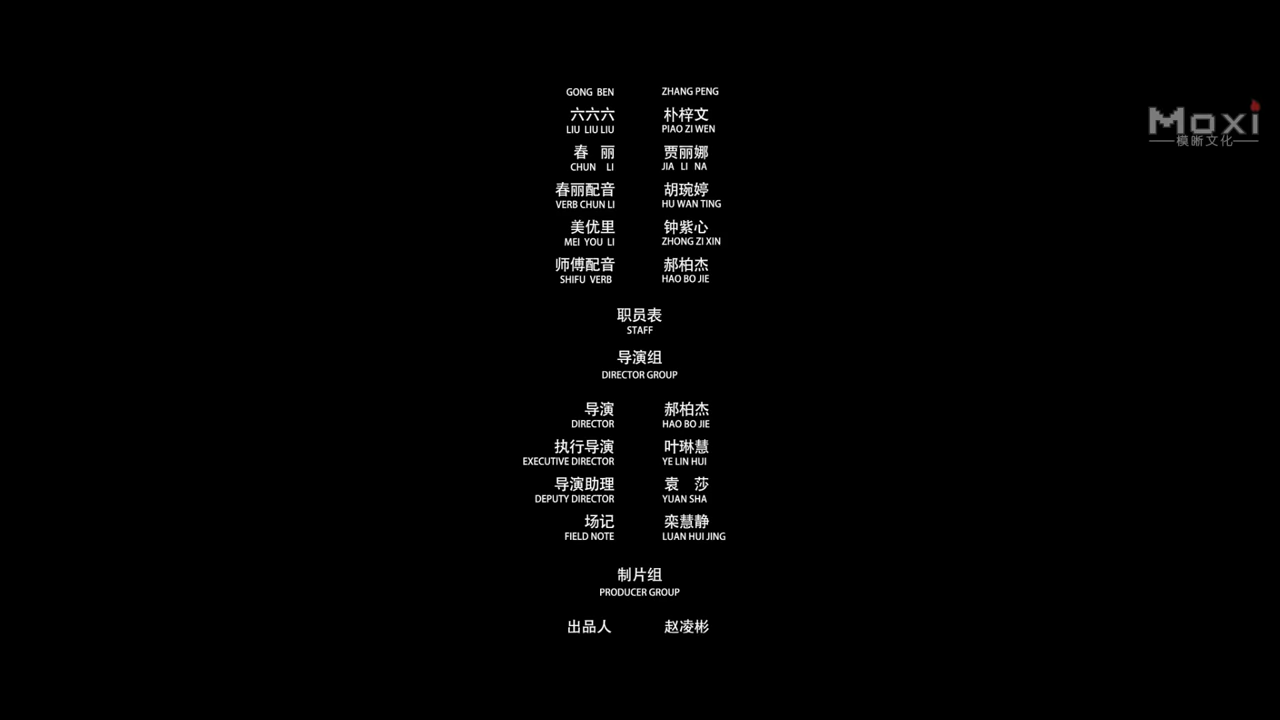 GONG BEN ZHANG PENG
六六六 朴梓文
LIU LIU LIU PIAO ZI WEN
春 丽 贾丽娜
CHUN LI JIA LI NA
春丽配音 胡琬婷
VERB CHUN LI HU WAN TING
美优里 钟紫心
MEI YOU LI ZHONG ZI XIN
师傅配音 郝柏杰
SHIFU VERB HAO BO JIE
职员表
STAFF
导演组
DIRECTOR GROUP
导演 郝柏杰
DIRECTOR HAO BO JIE
执行导演 叶琳慧
EXECUTIVE DIRECTOR YE LIN HUI
导演助理 袁 莎
DEPUTY DIRECTOR YUAN SHA
场记 栾慧静
FIELD NOTE LUAN HUI JING
制片组
PRODUCER GROUP
出品人 赵凌彬
Moxi
模晰文化